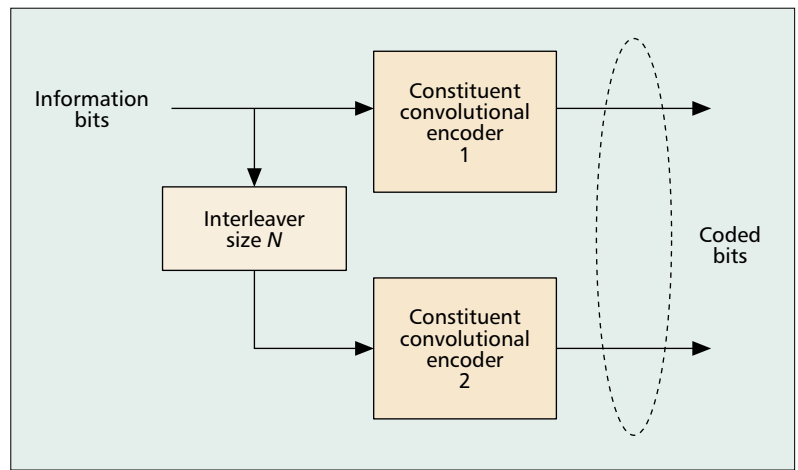 Information
bits
Constituent
convolutional
encoder
1
Interleaver
size N
Coded
bits
Constituent
convolutional
encoder
2